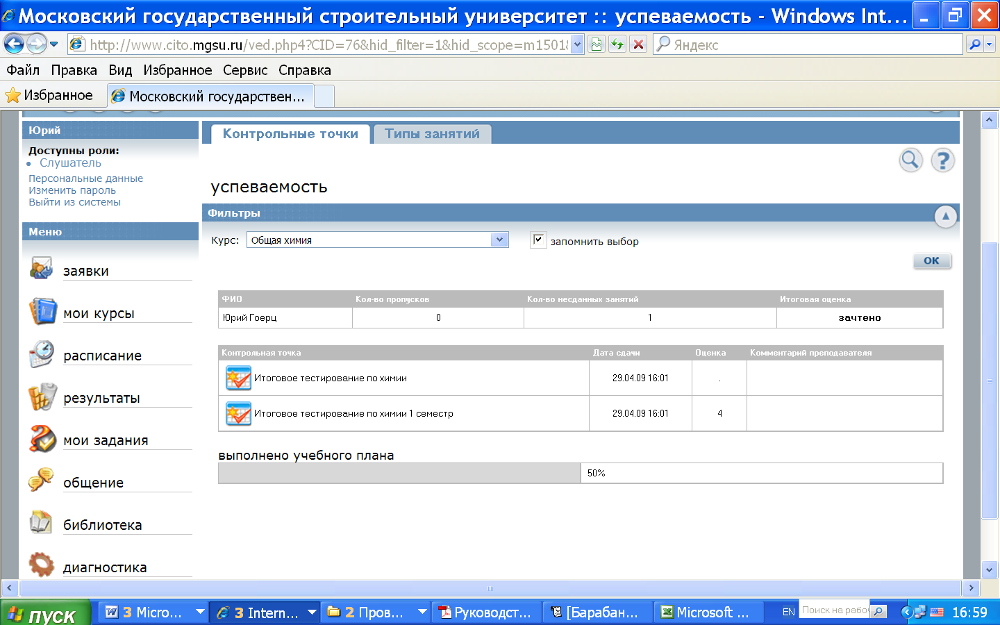 Московский государственный строительный университет :: успеваемость - Windows Int...
http://www.cito.mgsu.ru/ved.php4?CID=76&hid_filter=1&hid_scope=m1501&
Яндекс
Файл Правка Вид Избранное Сервис Справка
Избранное
Московский государствен...
Юрий
Доступны роли:
Слушатель
Персональные данные
Изменить пароль
Выйти из системы
Меню
заявки
мои курсы
расписание
результаты
мои задания
общение
библиотека
диагностика
Контрольные точки Типы занятий
?
успеваемость
Фильтры
Курс: Общая химия запомнить выбор
ОК
ФИО Кол-во пропусков Кол-во несданных занятий Итоговая оценка
Юрий Гоерц 0 1 зачтено
Контрольная точка Дата сдачи Оценка Комментарий преподавателя
Итоговое тестирование по химии 29.04.09 16:01 .
Итоговое тестирование по химии 1 семестр 29.04.09 16:01 4
выполнено учебного плана
50%
пуск 3 Micro... 3 Intern... 2 Пров... Руководст... [Барабан... Microsoft ... EN Поиск на рабоч 16:59